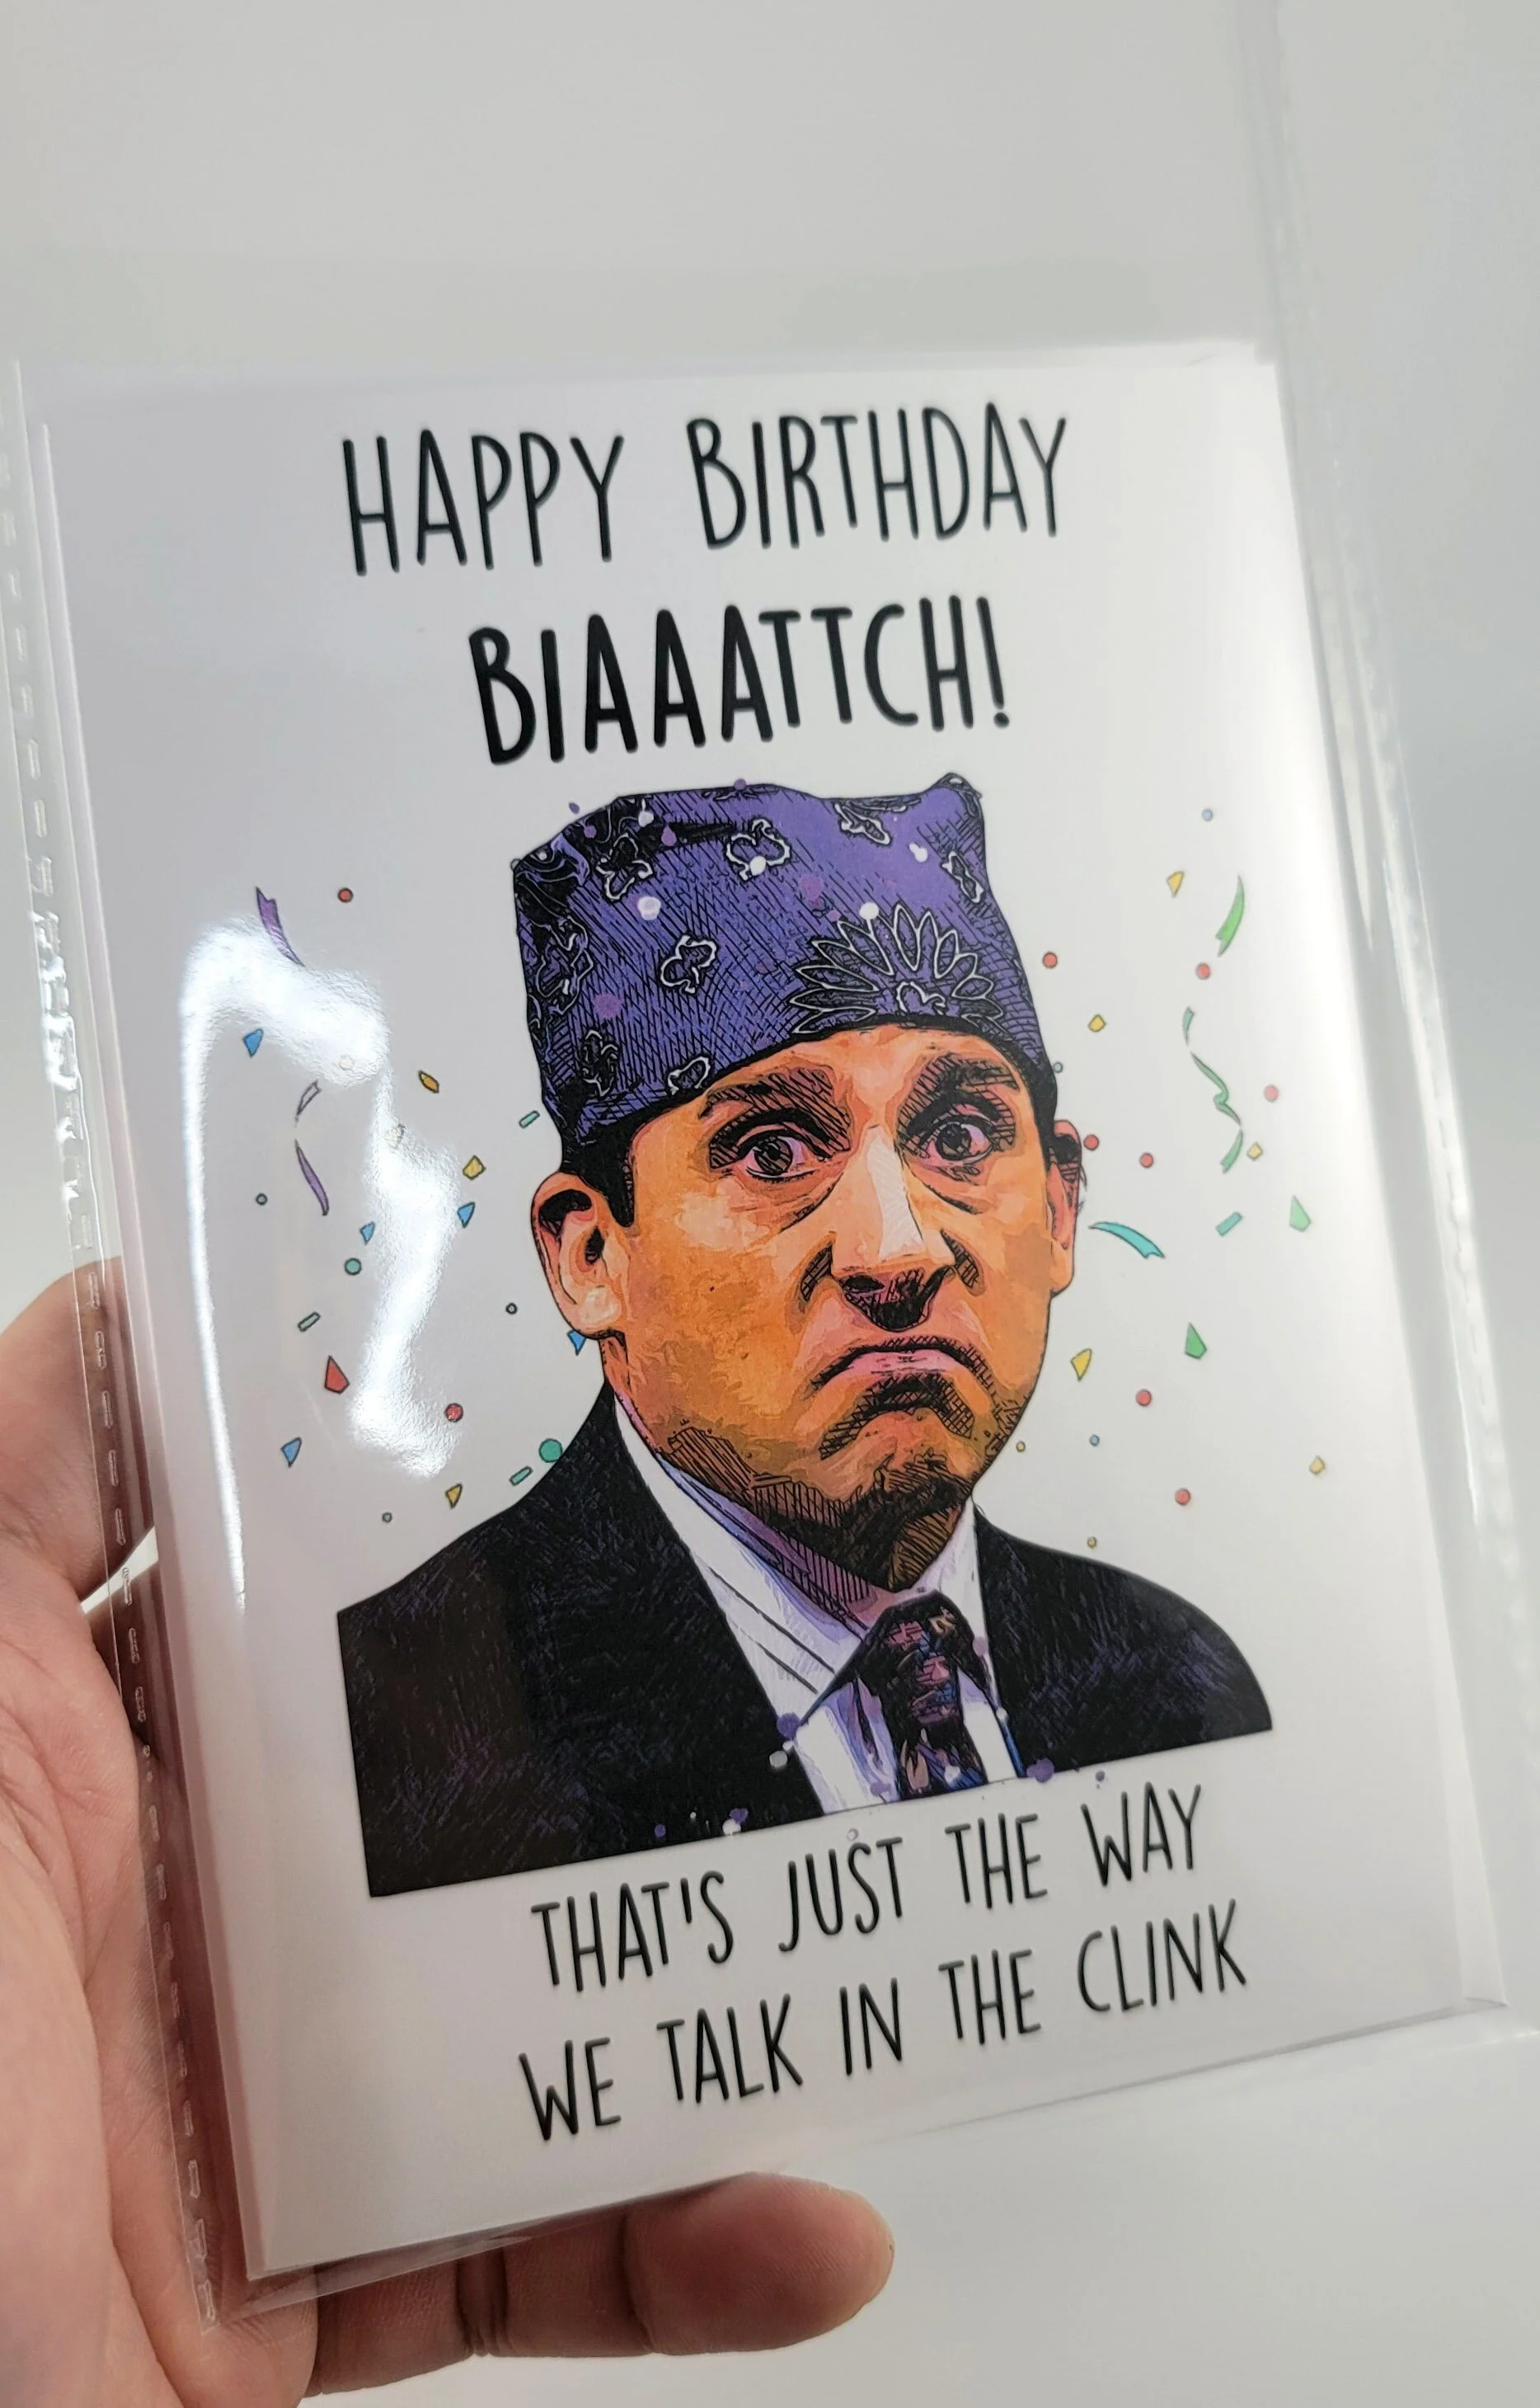 HAPPY BIRTHDAY
BIAAATTCH!
THAT'S JUST THE WAY
WE TALK IN THE CLINK